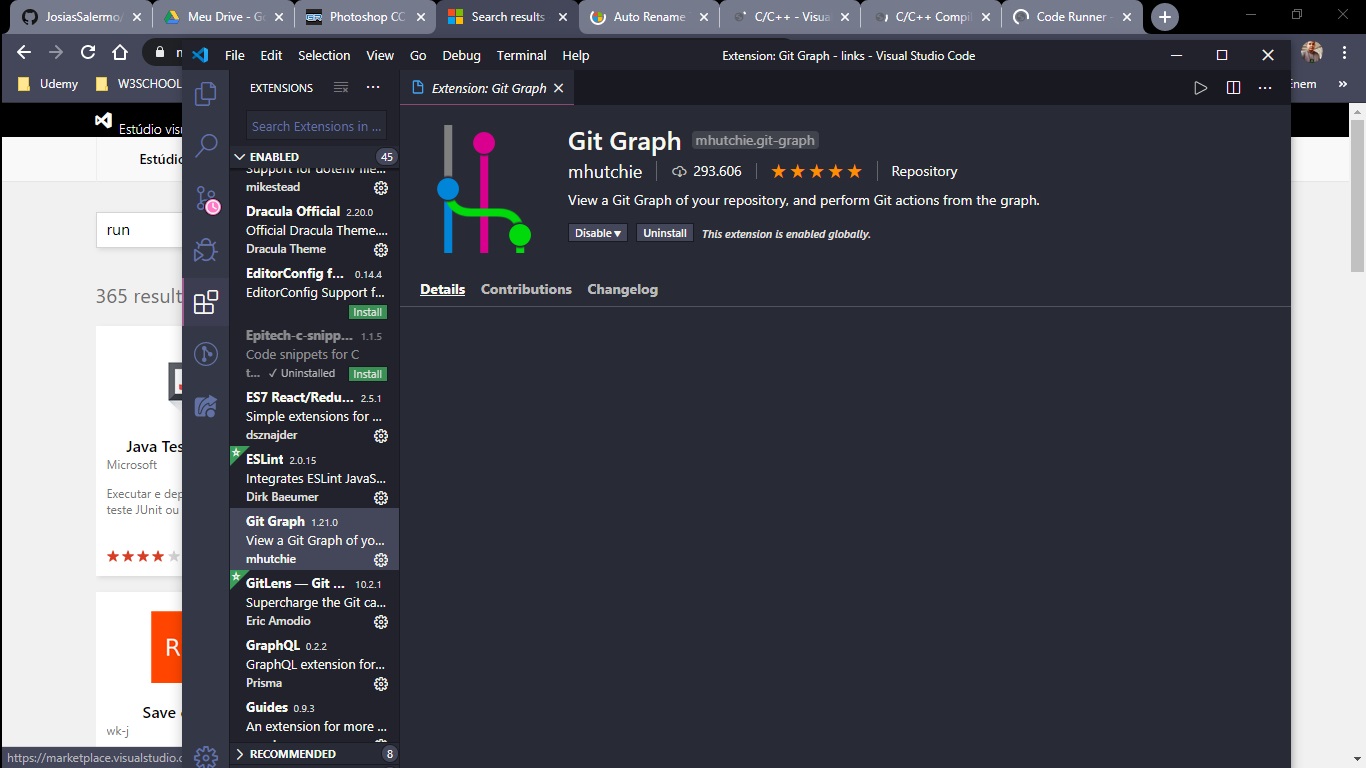 JosiasSalermo/
Meu Drive - Go
Photoshop CC
Search results
Auto Rename
C/C++ - Visua
C/C++ Compil
Code Runner -
File Edit Selection View Go Debug Terminal Help
Extension: Git Graph - links - Visual Studio Code
Udemy
W3SCHOOL
Enem
»
Estúdio visu
Estúdio
run
365 result
Java Tes
Microsoft
Executar e dep
teste JUnit ou
Save
wk-j
https://marketplace.visualstudio.c
EXTENSIONS
Search Extensions in ...
ENABLED 45
Support for dotenv file...
mikestead
Dracula Official 2.20.0
Official Dracula Theme....
Dracula Theme
EditorConfig f... 0.14.4
EditorConfig Support f...
Install
Epitech-c-snipp... 1.1.5
Code snippets for C
t... ✓ Uninstalled Install
ES7 React/Redu... 2.5.1
Simple extensions for ...
dsznajder
ESLint 2.0.15
Integrates ESLint JavaS...
Dirk Baeumer
Git Graph 1.21.0
View a Git Graph of yo...
mhutchie
GitLens — Git ... 10.2.1
Supercharge the Git ca...
Eric Amodio
GraphQL 0.2.2
GraphQL extension for...
Prisma
Guides 0.9.3
An extension for more ...
RECOMMENDED 8
Extension: Git Graph
Git Graph mhutchie.git-graph
mhutchie 293.606 Repository
View a Git Graph of your repository, and perform Git actions from the graph.
Disable Uninstall This extension is enabled globally.
Details Contributions Changelog